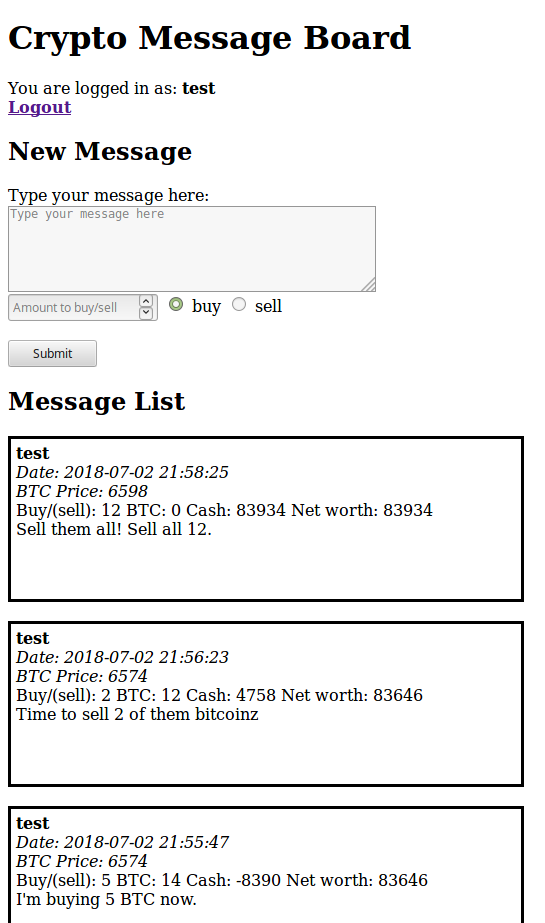 Crypto Message Board
You are logged in as: test
Logout
New Message
Type your message here:
Type your message here
Amount to buy/sell buy sell
Submit
Message List
test
Date: 2018-07-02 21:58:25
BTC Price: 6598
Buy/(sell): 12 BTC: 0 Cash: 83934 Net worth: 83934
Sell them all! Sell all 12.
test
Date: 2018-07-02 21:56:23
BTC Price: 6574
Buy/(sell): 2 BTC: 12 Cash: 4758 Net worth: 83646
Time to sell 2 of them bitcoinz
test
Date: 2018-07-02 21:55:47
BTC Price: 6574
Buy/(sell): 5 BTC: 14 Cash: -8390 Net worth: 83646
I'm buying 5 BTC now.